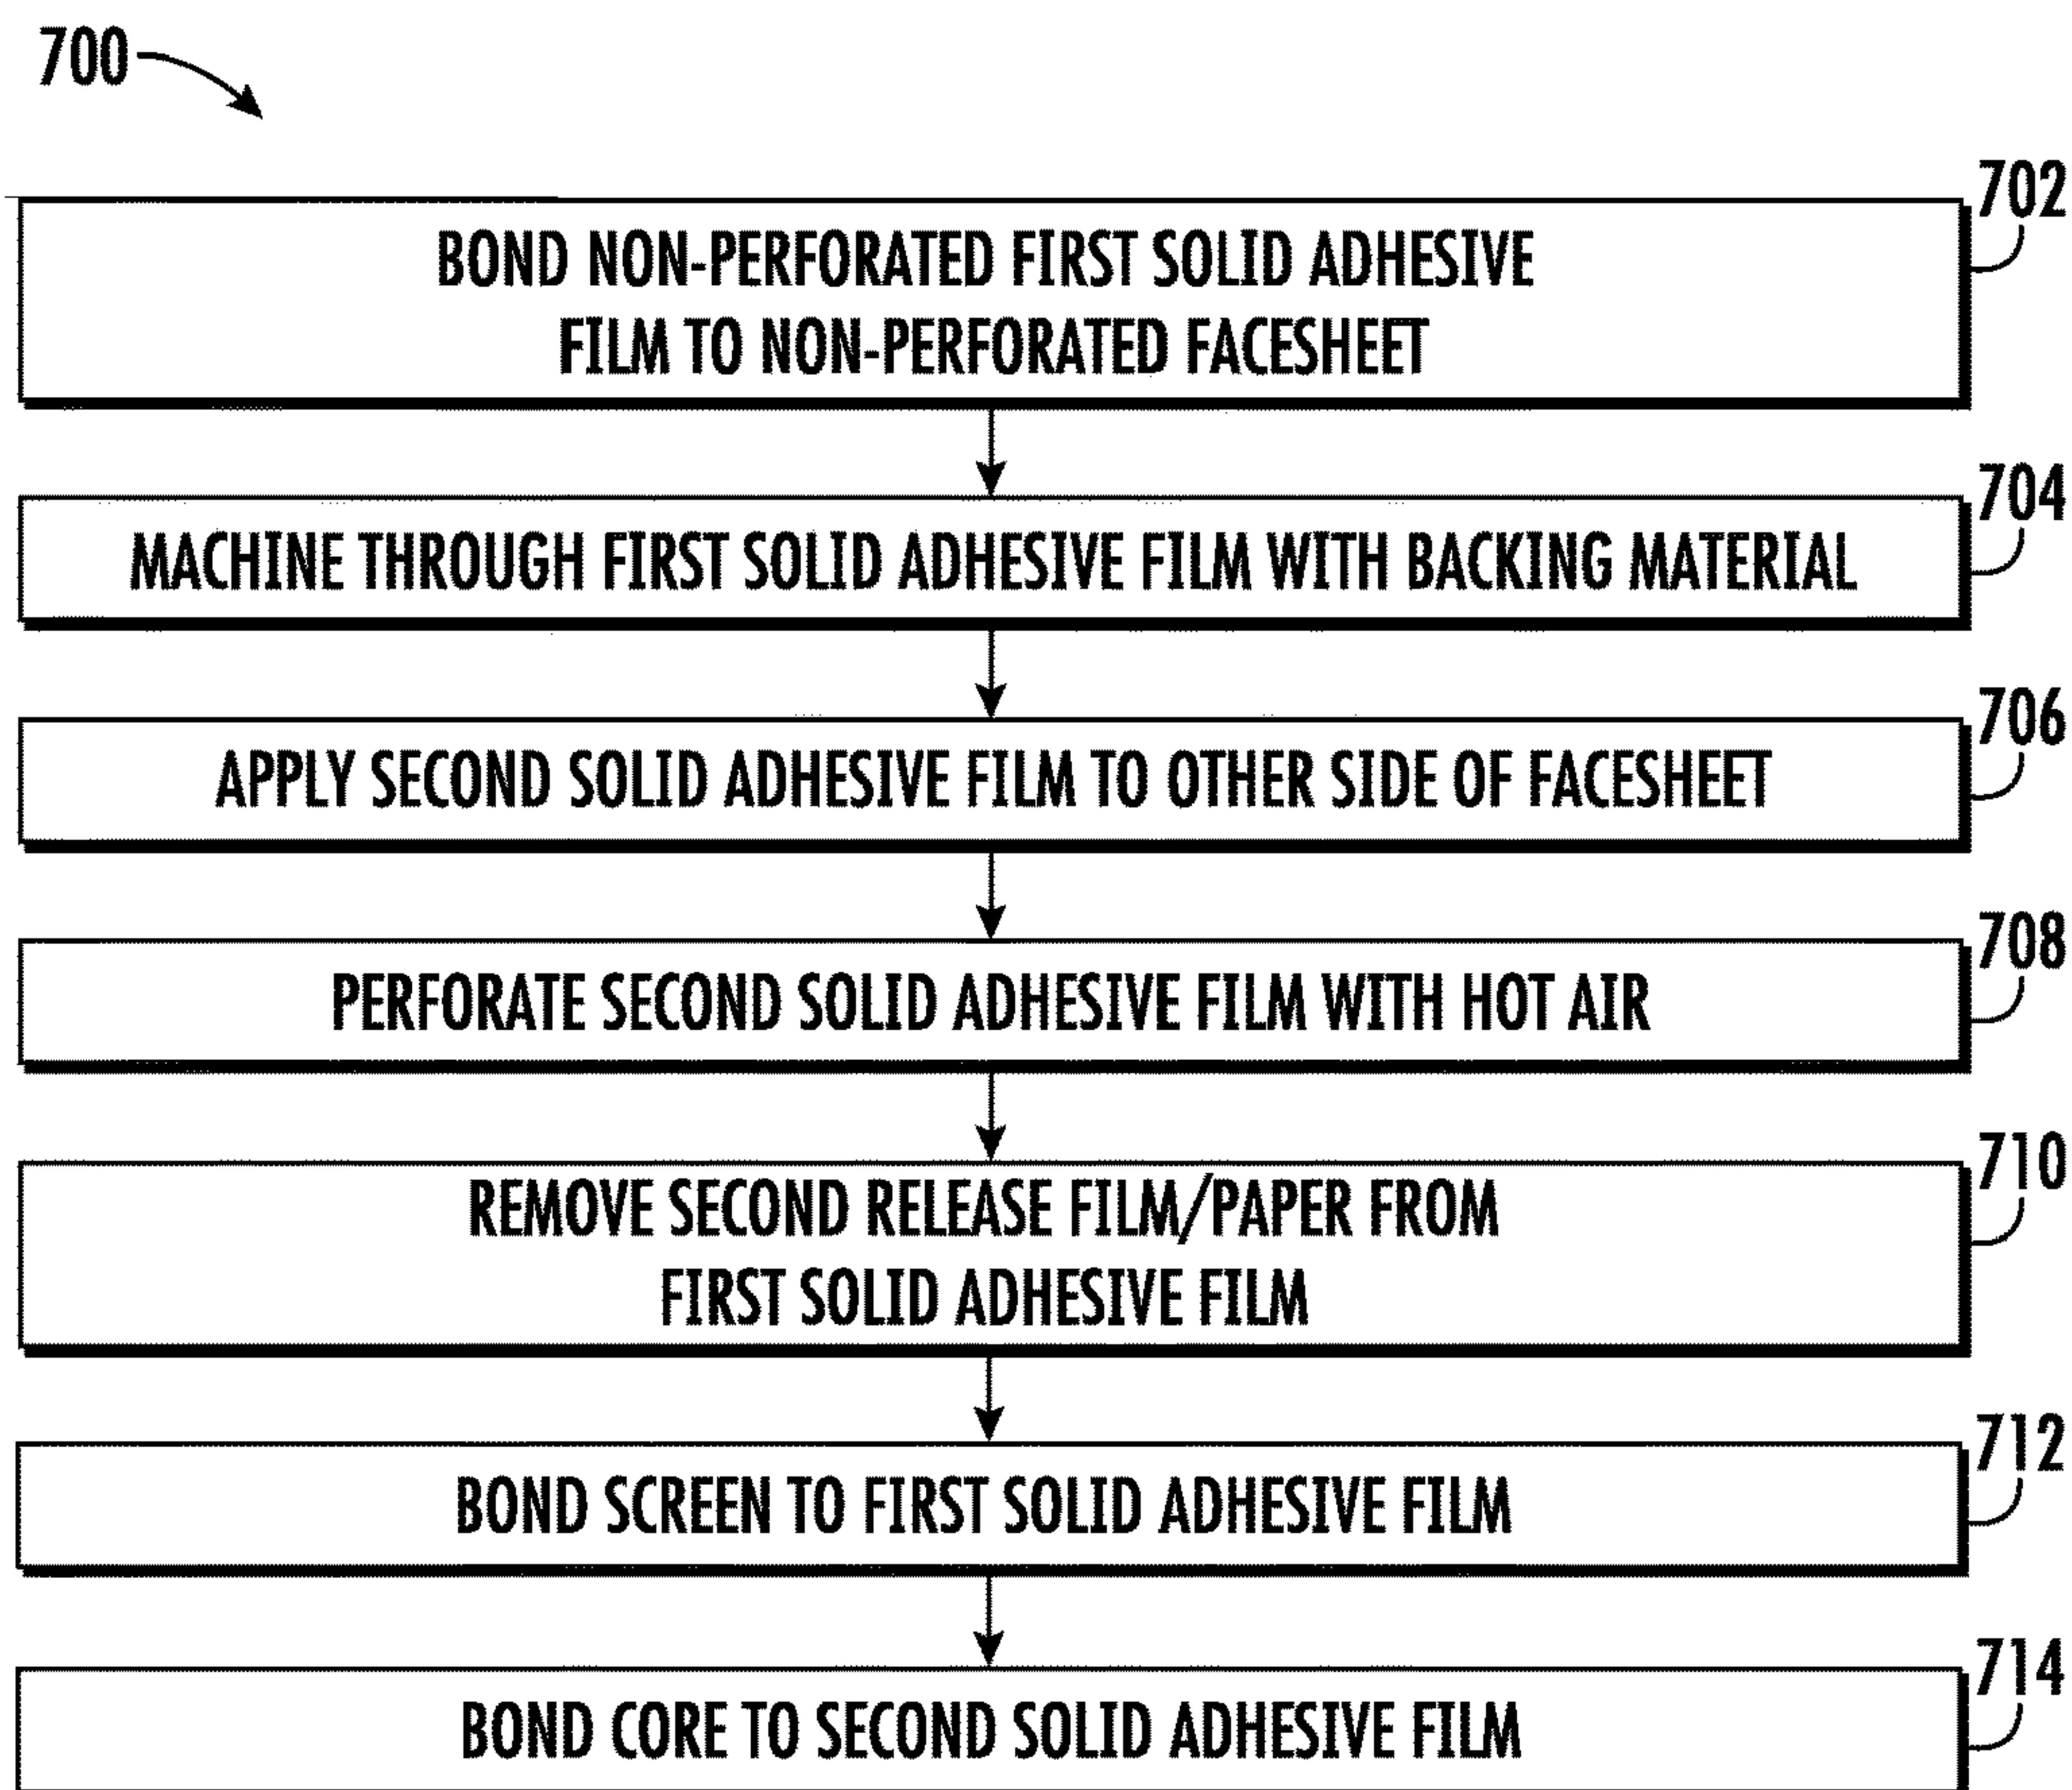 700
702
BOND NON-PERFORATED FIRST SOLID ADHESIVE
FILM TO NON-PERFORATED FACESHEET
704
MACHINE THROUGH FIRST SOLID ADHESIVE FILM WITH BACKING MATERIAL
706
APPLY SECOND SOLID ADHESIVE FILM TO OTHER SIDE OF FACESHEET
708
PERFORATE SECOND SOLID ADHESIVE FILM WITH HOT AIR
710
REMOVE SECOND RELEASE FILM/PAPER FROM
FIRST SOLID ADHESIVE FILM
712
BOND SCREEN TO FIRST SOLID ADHESIVE FILM
714
BOND CORE TO SECOND SOLID ADHESIVE FILM